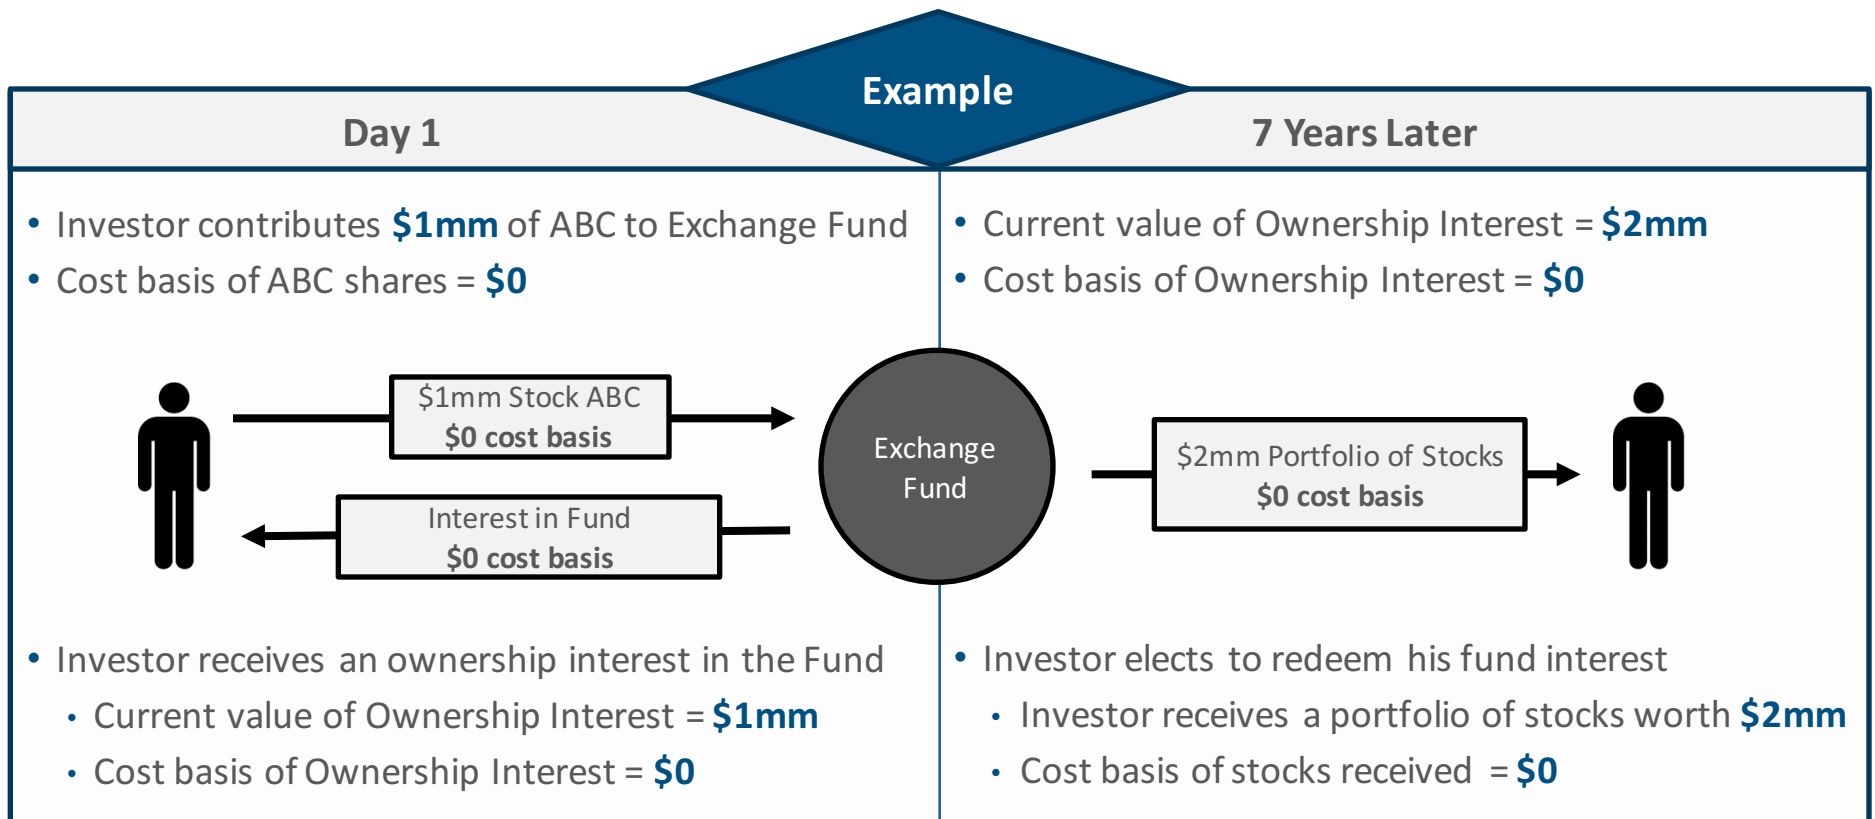 Example
Day 1
7 Years Later
• Investor contributes $1mm of ABC to Exchange Fund
• Cost basis of ABC shares = $0
$1mm Stock ABC
$0 cost basis
Interest in Fund
$0 cost basis
• Investor receives an ownership interest in the Fund
• Current value of Ownership Interest = $1mm
• Cost basis of Ownership Interest = $0
Exchange
Fund
• Current value of Ownership Interest = $2mm
• Cost basis of Ownership Interest = $0
$2mm Portfolio of Stocks
$0 cost basis
• Investor elects to redeem his fund interest
• Investor receives a portfolio of stocks worth $2mm
• Cost basis of stocks received = $0